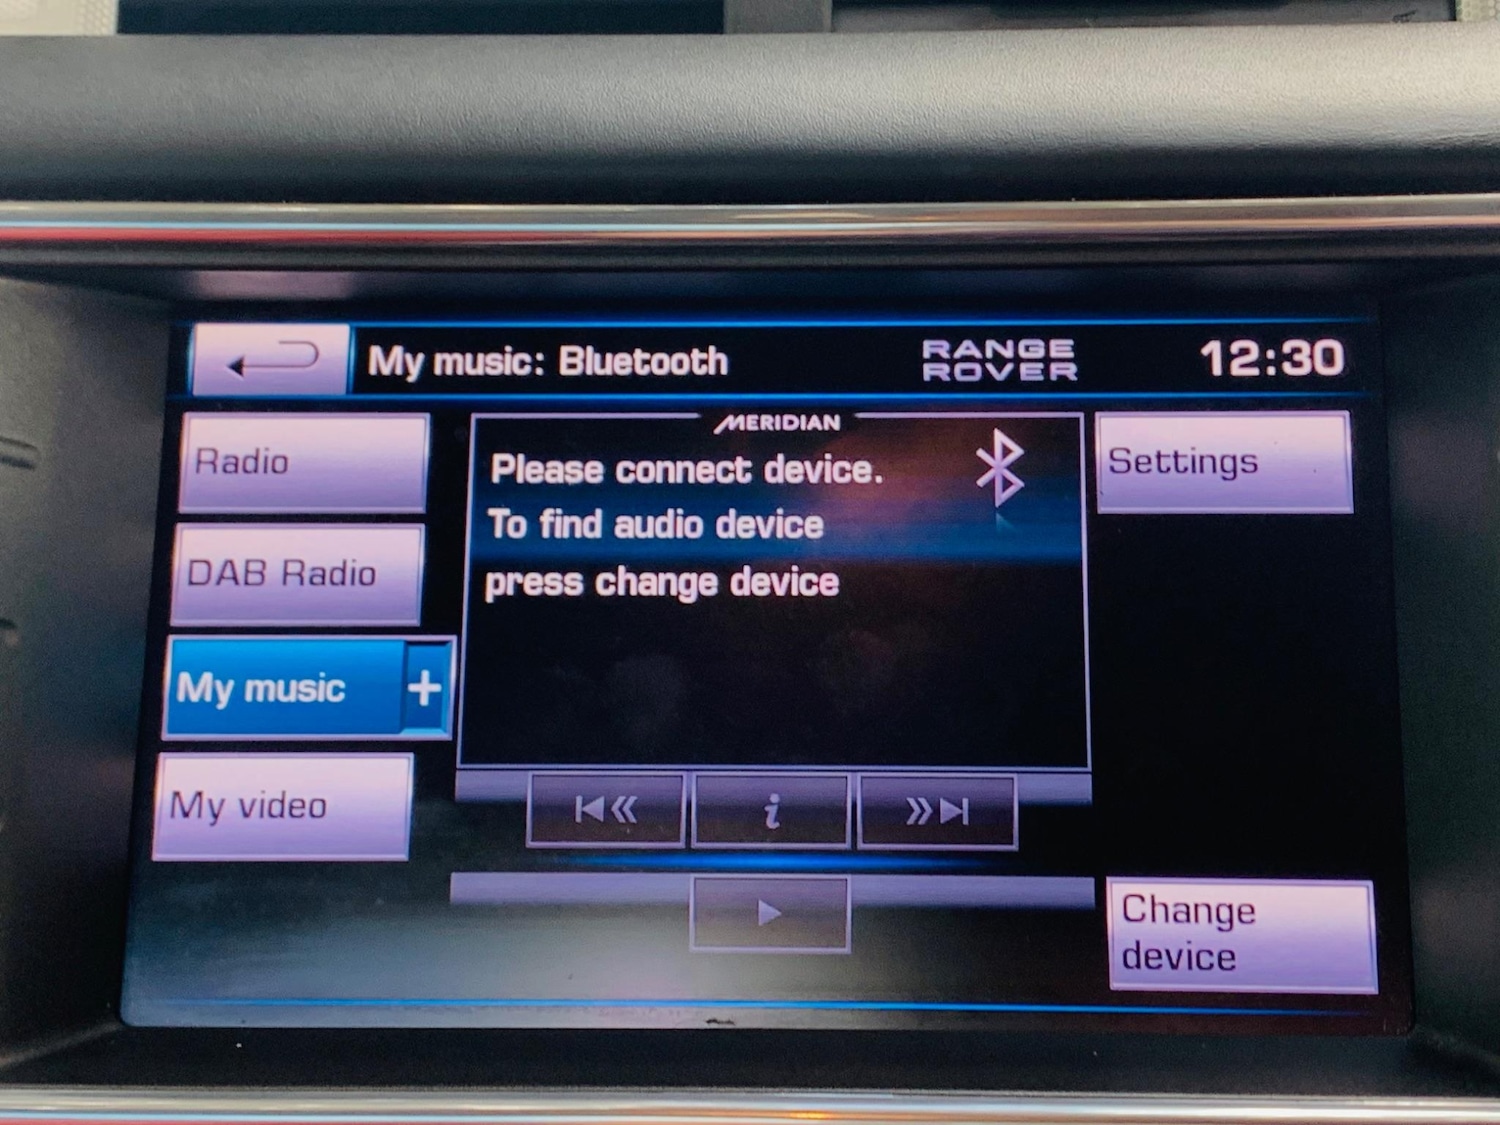 My music: Bluetooth
RANGE
ROVER
12:30
Radio
DAB Radio
My music +
My video
MERIDIAN
Please connect device.
To find audio device
press change device
i
Settings
Change
device